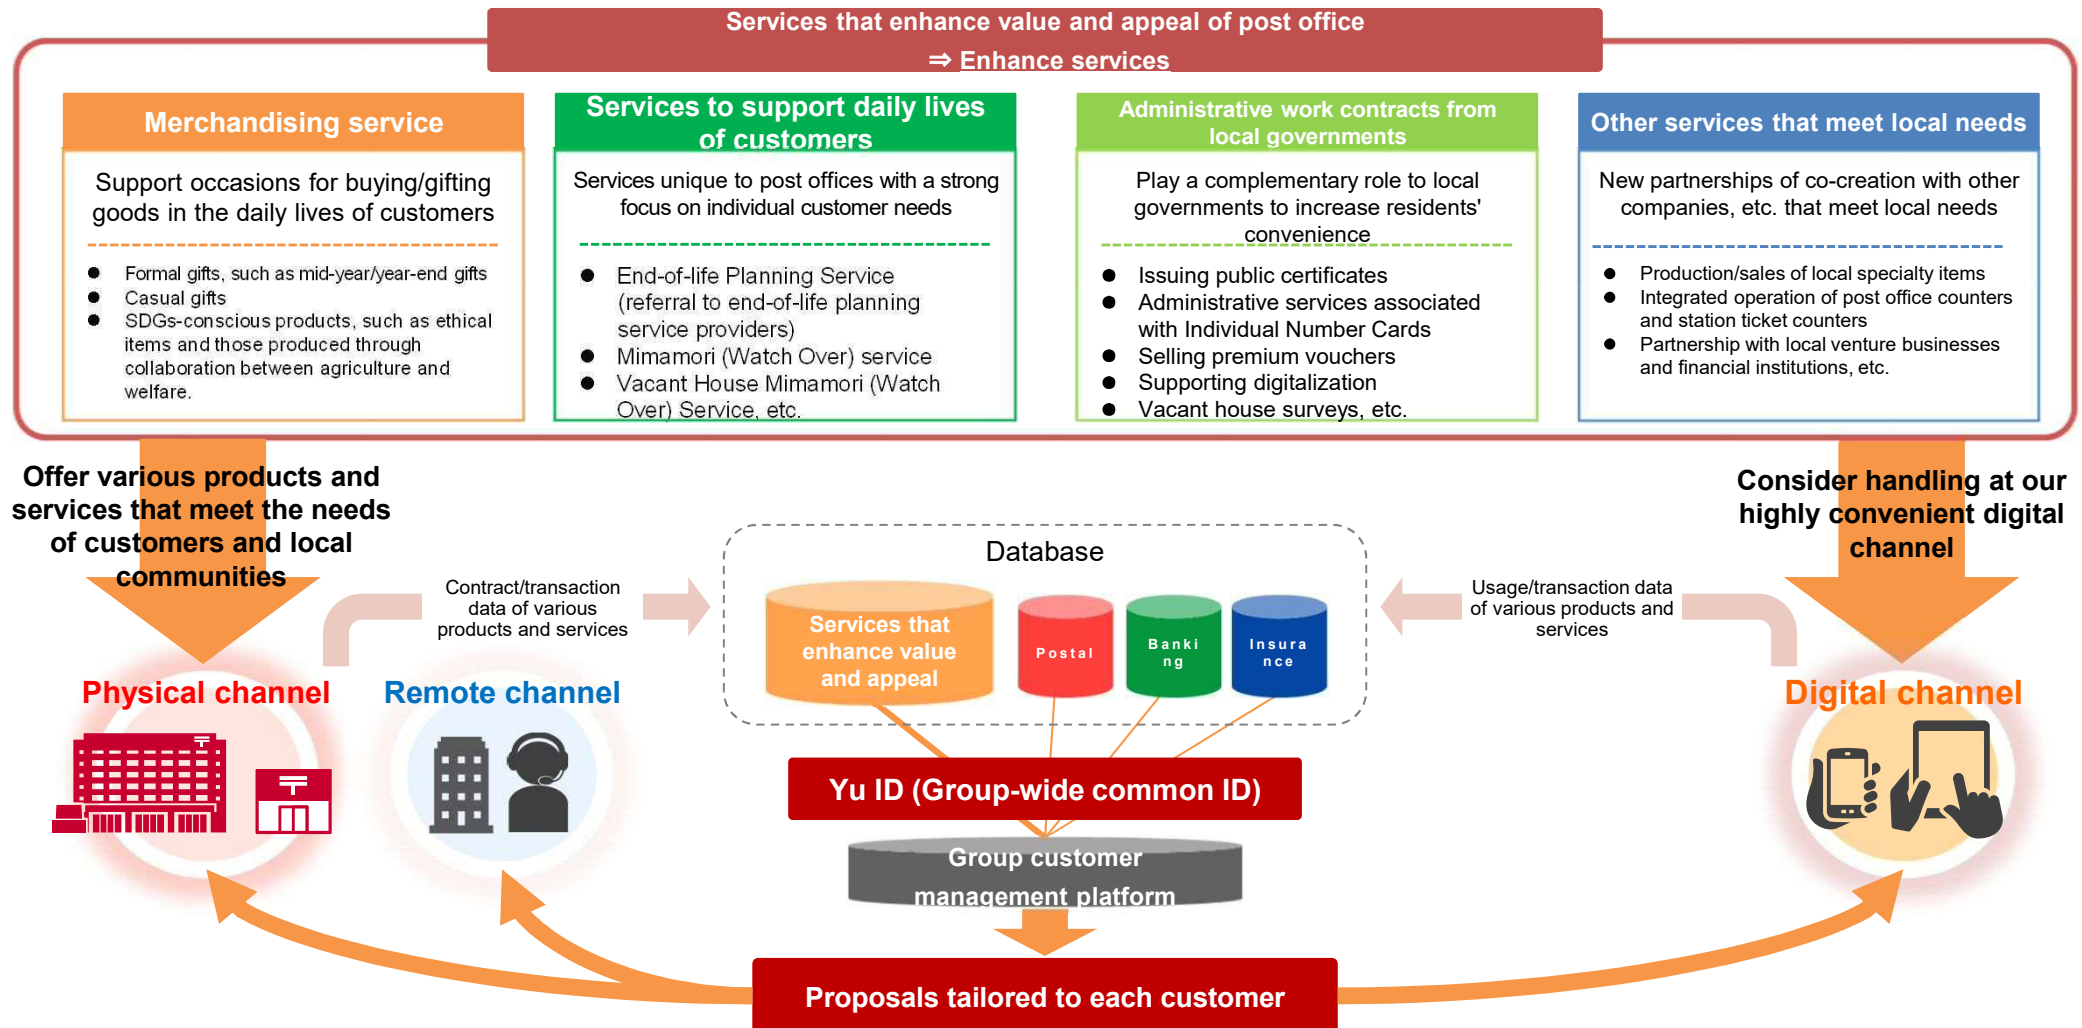 Services that enhance value and appeal of post office
⇒ Enhance services
Merchandising service
Support occasions for buying/gifting
goods in the daily lives of customers
● Formal gifts, such as mid-year/year-end gifts
● Casual gifts
● SDGs-conscious products, such as ethical
items and those produced through
collaboration between agriculture and
welfare.
Services to support daily lives
of customers
Services unique to post offices with a strong
focus on individual customer needs
● End-of-life Planning Service
(referral to end-of-life planning
service providers)
● Mimamori (Watch Over) service
● Vacant House Mimamori (Watch
Over) Service, etc.
Administrative work contracts from
local governments
Play a complementary role to local
governments to increase residents'
convenience
● Issuing public certificates
● Administrative services associated
with Individual Number Cards
● Selling premium vouchers
● Supporting digitalization
● Vacant house surveys, etc.
Other services that meet local needs
New partnerships of co-creation with other
companies, etc. that meet local needs
● Production/sales of local specialty items
● Integrated operation of post office counters
and station ticket counters
● Partnership with local venture businesses
and financial institutions, etc.
Offer various products and
services that meet the needs
of customers and local
communities
Consider handling at our
highly convenient digital
channel
Contract/transaction
data of various
products and services
Database
Services that
enhance value
and appeal
Postal
Banki
ng
Insura
nce
Usage/transaction data
of various products and
services
Physical channel
Remote channel
Digital channel
Yu ID (Group-wide common ID)
Group customer
management platform
Proposals tailored to each customer